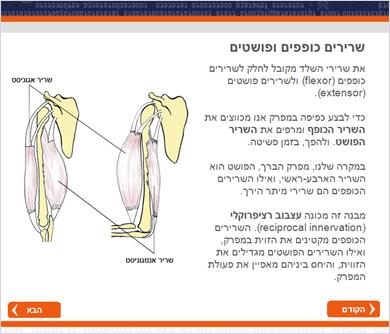 שרירים כופפים ופושטים
את שרירי השלד מקובל לחלק לשרירים
כופפים (flexor) ולשרירים פושטים
(extensor).
כדי לבצע כפיפה במפרק אנו מכווצים את
השריר הכופף ומרפים את השריר
הפושט. ולהפך, בזמן פשיטה.
במקרה שלנו, מפרק הברך, הפושט הוא
השריר הארבע-ראשי, ואילו השרירים
הכופפים הם שרירי מיתר הירך.
מבנה זה מכונה עצבוב רציפרוקלי
(reciprocal innervation). השרירים
הכופפים מקטינים את הזוית במפרק,
ואילו השרירים הפושטים מגדילים את
הזווית, והיחס ביניהם מאפיין את פעולת
המפרק.
שריר אגוניסט
שריר אנטגוניסט
הקודם
הבא